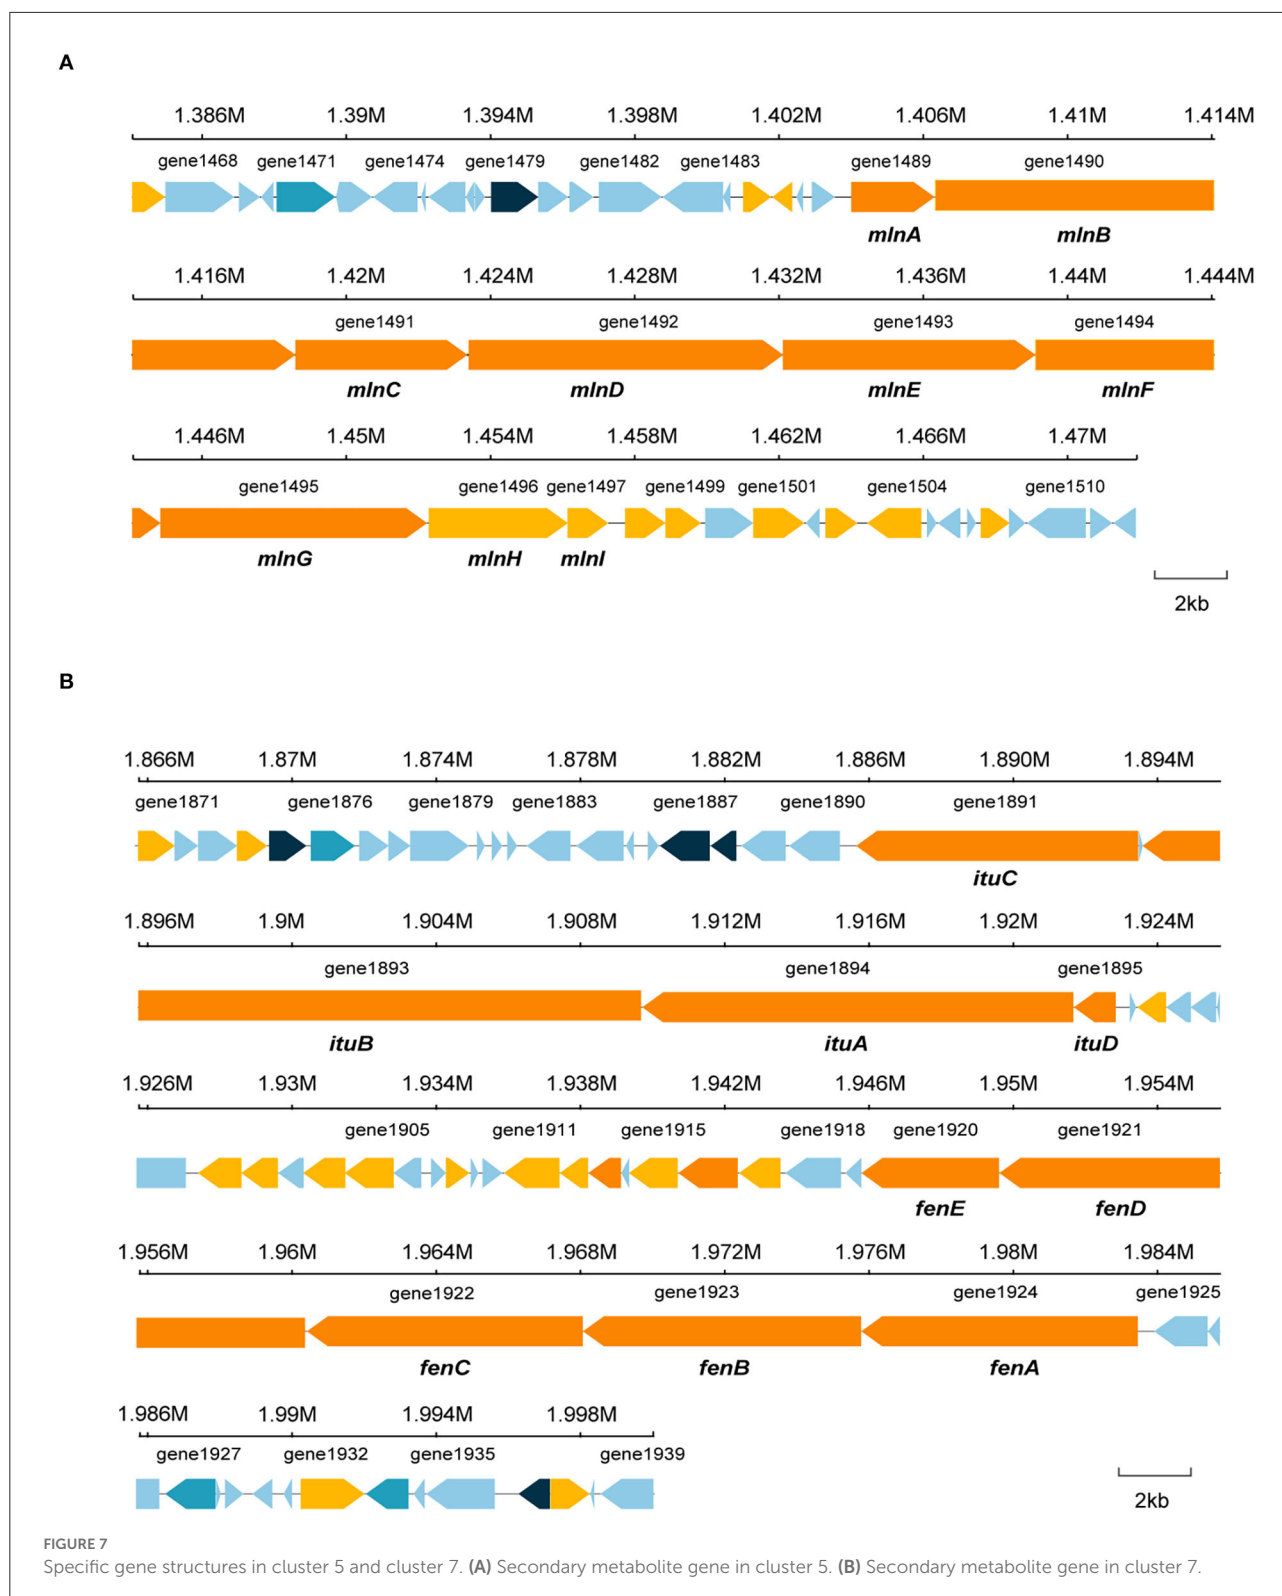 A
1.386M 1.39M 1.394M 1.398M 1.402M 1.406M 1.41M 1.414M
gene1468 gene1471 gene1474 gene1479 gene1482 gene1483 gene1489 gene1490
mlnA mlnB
1.416M 1.42M 1.424M 1.428M 1.432M 1.436M 1.44M 1.444M
gene1491 gene1492 gene1493 gene1494
mlnC mlnD mlnE mlnF
1.446M 1.45M 1.454M 1.458M 1.462M 1.466M 1.47M
gene1495 gene1496 gene1497 gene1499 gene1501 gene1504 gene1510
mlnG mlnH mlnI
2kb
B
1.866M 1.87M 1.874M 1.878M 1.882M 1.886M 1.890M 1.894M
gene1871 gene1876 gene1879 gene1883 gene1887 gene1890 gene1891
ituC
1.896M 1.9M 1.904M 1.908M 1.912M 1.916M 1.92M 1.924M
gene1893 gene1894 gene1895
ituB ituA ituD
1.926M 1.93M 1.934M 1.938M 1.942M 1.946M 1.95M 1.954M
gene1905 gene1911 gene1915 gene1918 gene1920 gene1921
fenE fenD
1.956M 1.96M 1.964M 1.968M 1.972M 1.976M 1.98M 1.984M
gene1922 gene1923 gene1924 gene1925
fenC fenB fenA
1.986M 1.99M 1.994M 1.998M
gene1927 gene1932 gene1935 gene1939
2kb
FIGURE 7
Specific gene structures in cluster 5 and cluster 7. (A) Secondary metabolite gene in cluster 5. (B) Secondary metabolite gene in cluster 7.